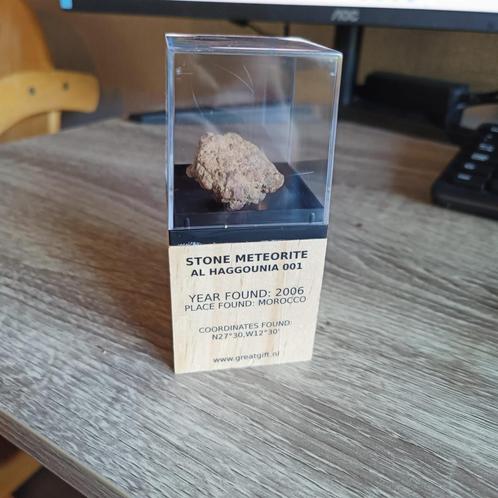 AOC
STONE METEORITE
AL HAGGOUNIA 001
YEAR FOUND: 2006
PLACE FOUND: MOROCCO
COORDINATES FOUND:
N27°30,W12°30'
www.greatgift.nl